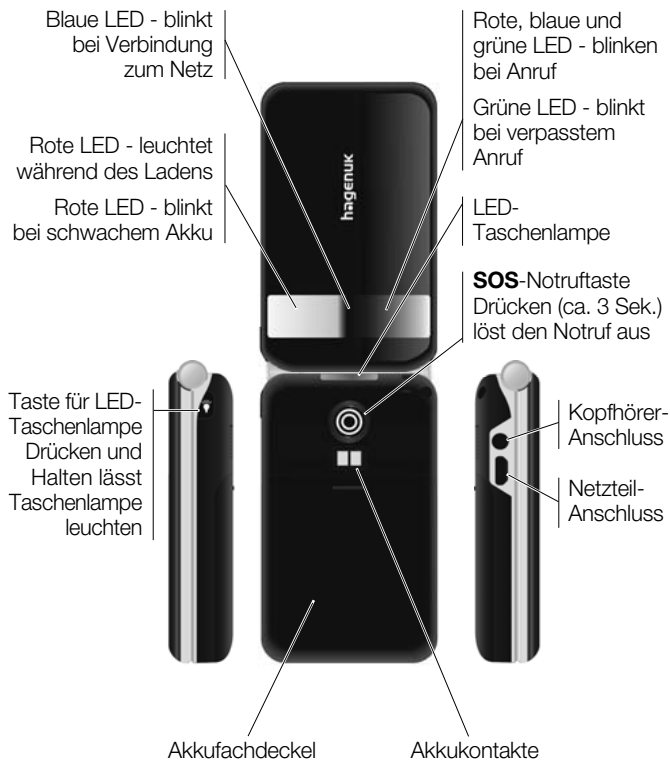 Blaue LED - blinkt
bei Verbindung
zum Netz
Rote LED - leuchtet
während des Ladens
Rote LED - blinkt
bei schwachem Akku
Rote, blaue und
grüne LED - blinken
bei Anruf
Grüne LED - blinkt
bei verpasstem
Anruf
LED-
Taschenlampe
SOS-Notruftaste
Drücken (ca. 3 Sek.)
löst den Notruf aus
hagenuk
Taste für LED-
Taschenlampe
Drücken und
Halten lässt
Taschenlampe
leuchten
Kopfhörer-
Anschluss
Netzteil-
Anschluss
Akkufachdeckel
Akkukontakte